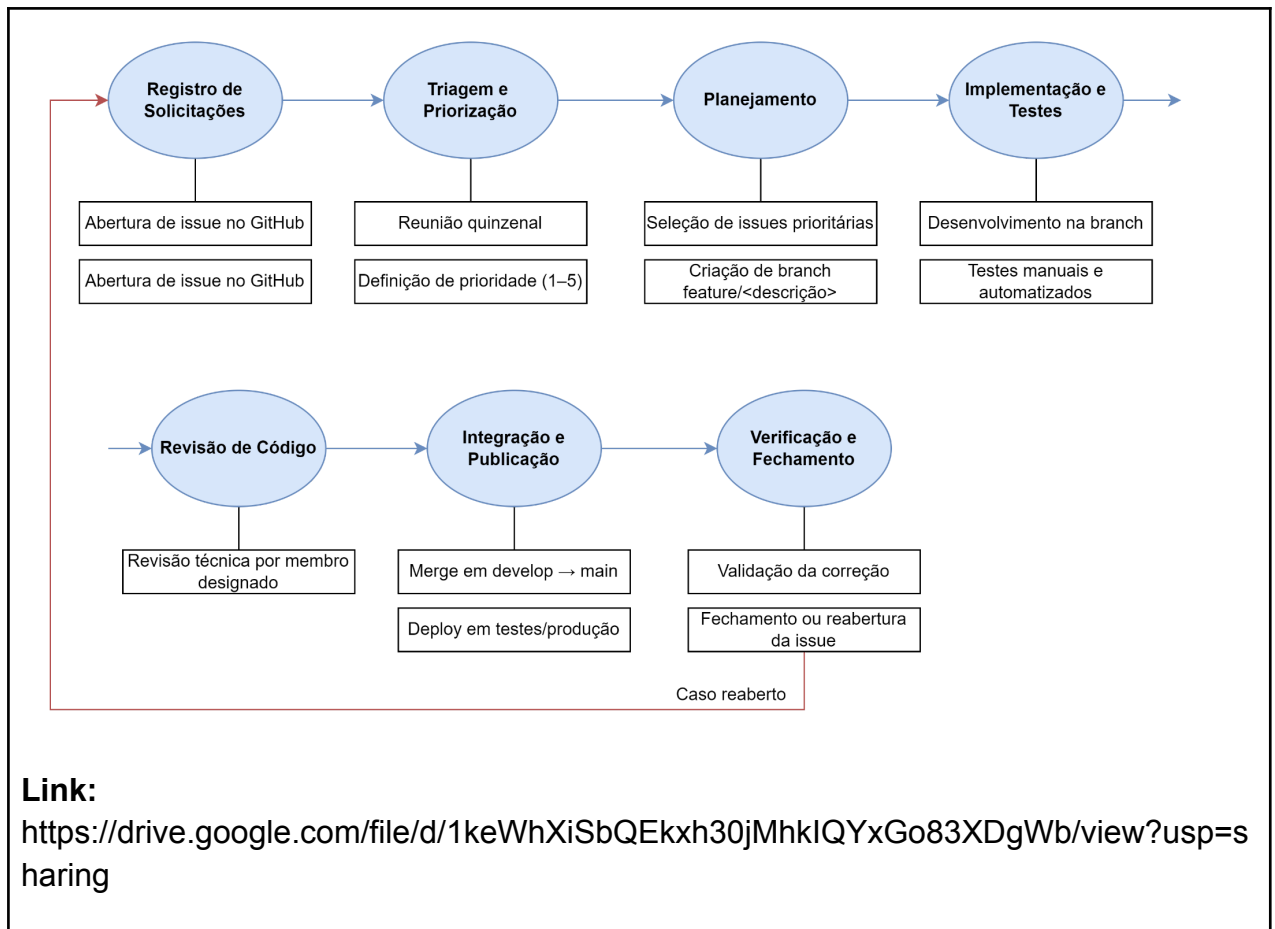 Registro de
Solicitações
Triagem e
Priorização
Planejamento
Implementação e
Testes
Abertura de issue no GitHub
Reunião quinzenal
Seleção de issues prioritárias
Desenvolvimento na branch
Abertura de issue no GitHub
Definição de prioridade (1–5)
Criação de branch
feature/<descrição>
Testes manuais e
automatizados
Revisão de Código
Integração e
Publicação
Verificação e
Fechamento
Revisão técnica por membro
designado
Merge em develop → main
Validação da correção
Deploy em testes/produção
Fechamento ou reabertura
da issue
Caso reaberto
Link:
https://drive.google.com/file/d/1keWhXiSbQEkxh30jMhkIQYxGo83XDgWb/view?usp=s
haring